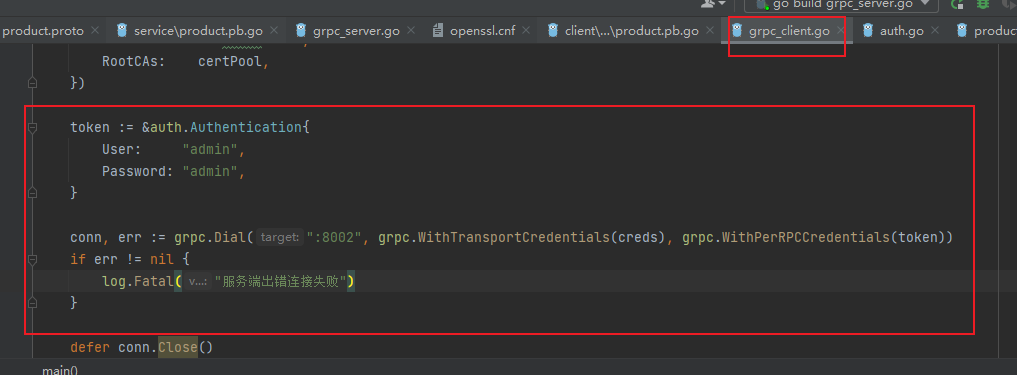 go build grpc_server.go
product.proto service\product.pb.go grpc_server.go openssl.cnf client\...\product.pb.go grpc_client.go auth.go produc
RootCAs: certPool,
})
token := &auth.Authentication{
User: "admin",
Password: "admin",
}
conn, err := grpc.Dial( target: ":8002", grpc.WithTransportCredentials(creds), grpc.WithPerRPCCredentials(token))
if err != nil {
log.Fatal( v...: "服务端出错连接失败")
}
defer conn.Close()
main()